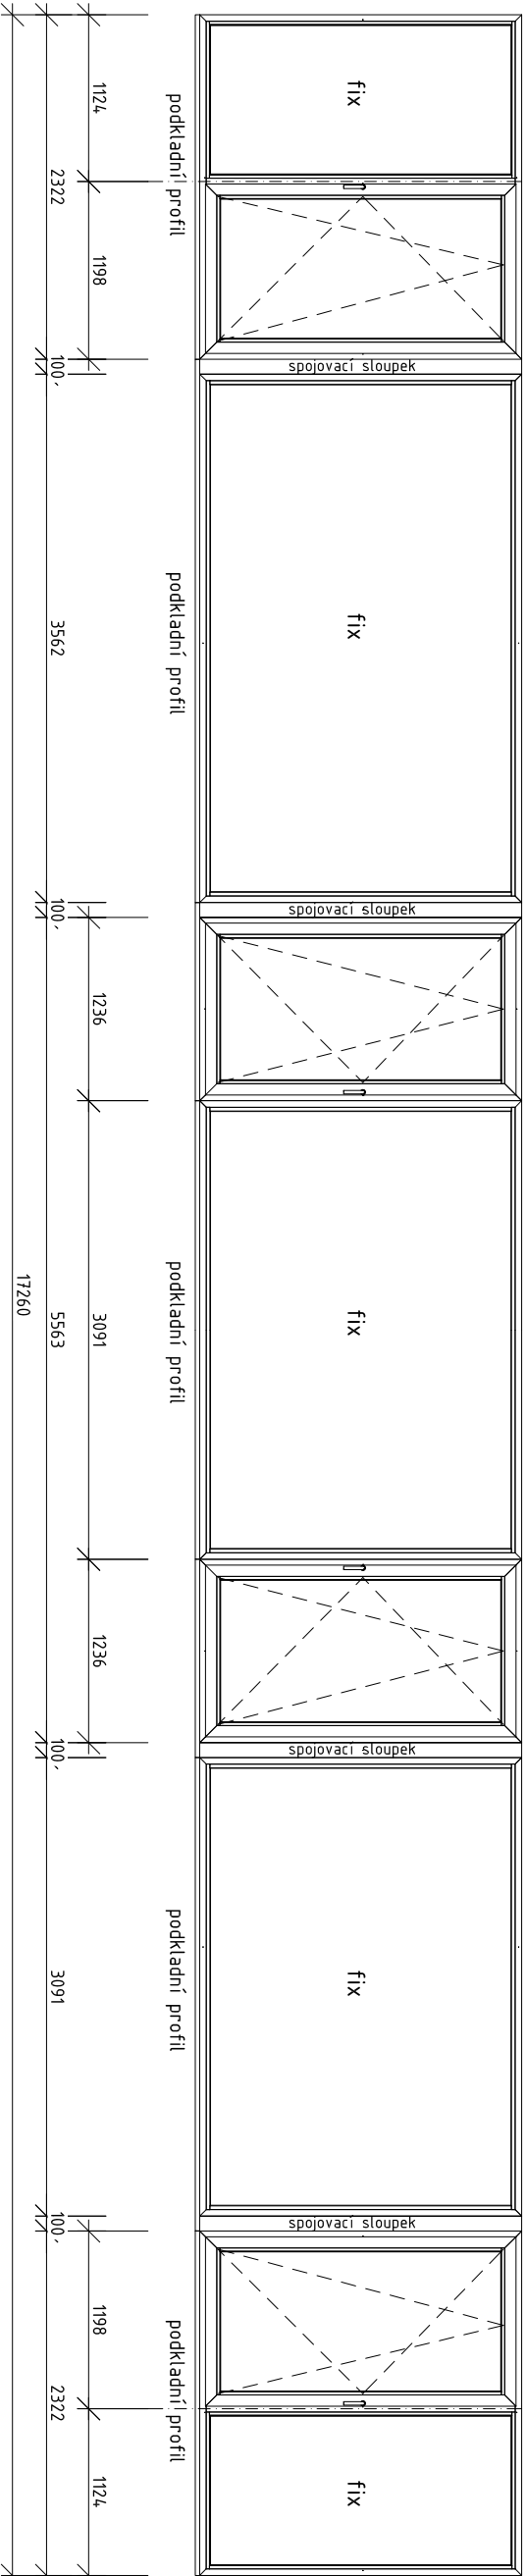 fix
fix
fix
fix
fix
spojovací sloupek
spojovací sloupek
spojovací sloupek
spojovací sloupek
podkladní profil
podkladní profil
podkladní profil
podkladní profil
podkladní profil
1124
1198
1236
3091
1236
1198
1124
2322
100,
3562
100,
5563
100,
3091
100,
2322
17260